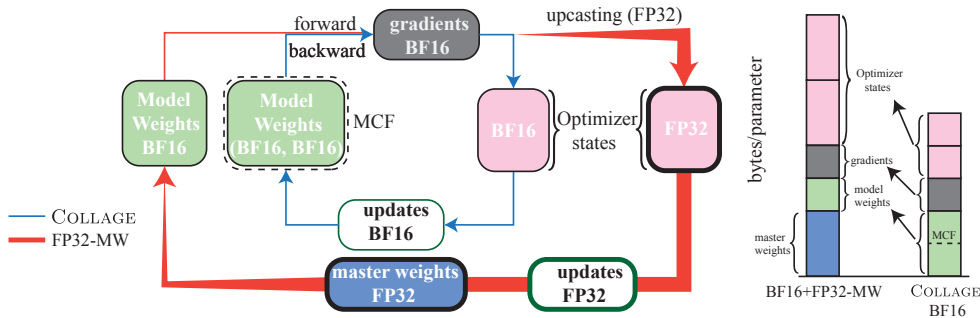 forward
backward
gradients
BF16
upcasting (FP32)
Model
Weights
BF16
Model
Weights
(BF16, BF16)
MCF
BF16
Optimizer
states
FP32
updates
BF16
COLLAGE
FP32-MW
master weights
FP32
updates
FP32
bytes/parameter
Optimizer
states
gradients
model
weights
master
weights
MCF
BF16+FP32-MW
COLLAGE
BF16